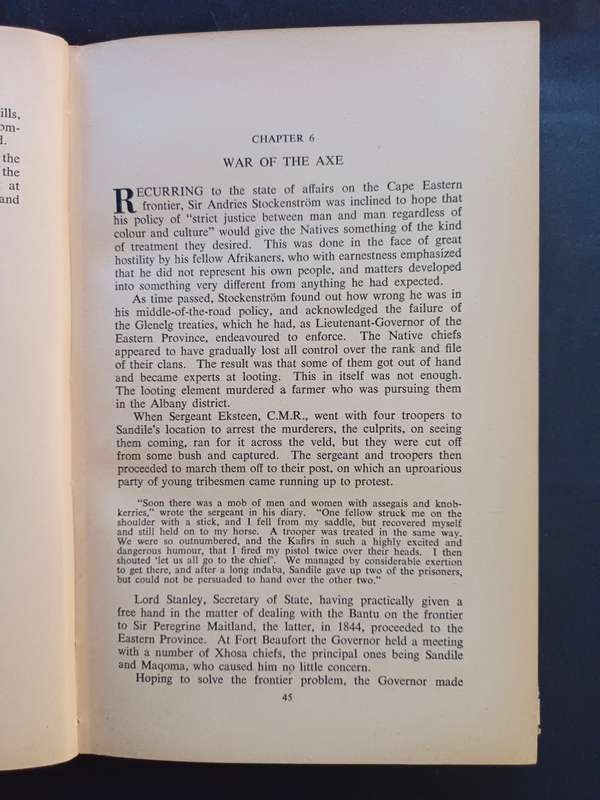 ills,
om-
d.
the
the
at
and
CHAPTER 6
WAR OF THE AXE
RECURRING to the state of affairs on the Cape Eastern
frontier, Sir Andries Stockenström was inclined to hope that
his policy of "strict justice between man and man regardless of
colour and culture" would give the Natives something of the kind
of treatment they desired. This was done in the face of great
hostility by his fellow Afrikaners, who with earnestness emphasized
that he did not represent his own people, and matters developed
into something very different from anything he had expected.
As time passed, Stockenström found out how wrong he was in
his middle-of-the-road policy, and acknowledged the failure of
the Glenelg treaties, which he had, as Lieutenant-Governor of the
Eastern Province, endeavoured to enforce. The Native chiefs
appeared to have gradually lost all control over the rank and file
of their clans. The result was that some of them got out of hand
and became experts at looting. This in itself was not enough.
The looting element murdered a farmer who was pursuing them
in the Albany district.
When Sergeant Eksteen, C.M.R., went with four troopers to
Sandile's location to arrest the murderers, the culprits, on seeing
them coming, ran for it across the veld, but they were cut off
from some bush and captured. The sergeant and troopers then
proceeded to march them off to their post, on which an uproarious
party of young tribesmen came running up to protest.
"Soon there was a mob of men and women with assegais and knob-
kerries," wrote the sergeant in his diary. "One fellow struck me on the
shoulder with a stick, and I fell from my saddle, but recovered myself
and still held on to my horse. A trooper was treated in the same way.
We were so outnumbered, and the Kafirs in such a highly excited and
dangerous humour, that I fired my pistol twice over their heads. I then
shouted 'let us all go to the chief'. We managed by considerable exertion
to get there, and after a long indaba, Sandile gave up two of the prisoners,
but could not be persuaded to hand over the other two."
Lord Stanley, Secretary of State, having practically given a
free hand in the matter of dealing with the Bantu on the frontier
to Sir Peregrine Maitland, the latter, in 1844, proceeded to the
Eastern Province. At Fort Beaufort the Governor held a meeting
with a number of Xhosa chiefs, the principal ones being Sandile
and Maqoma, who caused him no little concern.
Hoping to solve the frontier problem, the Governor made
45